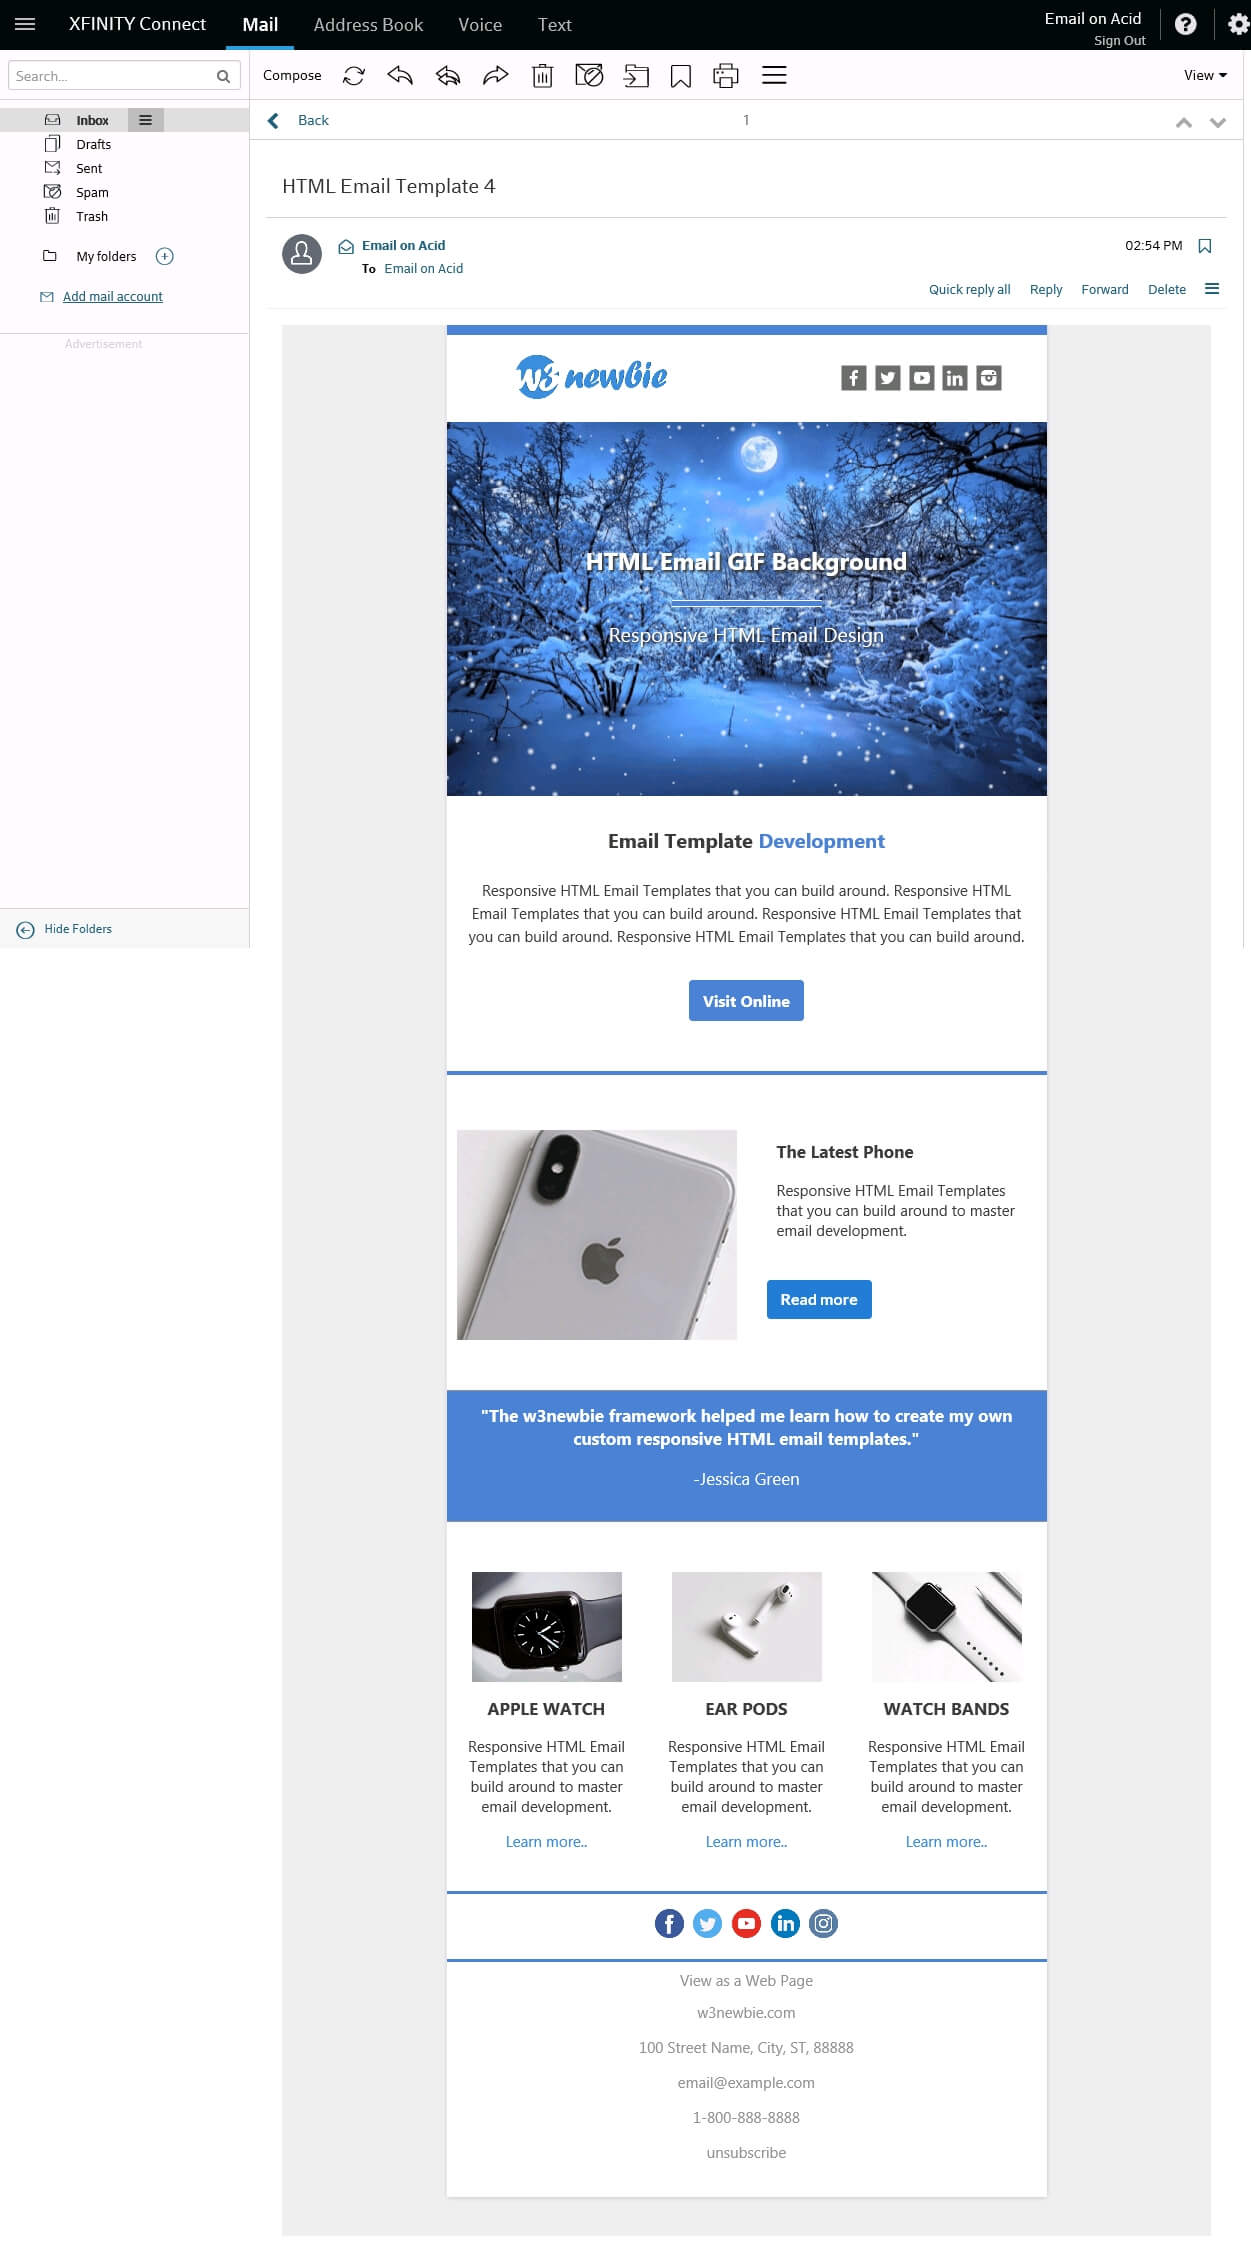 XFINITY Connect
Mail
Address Book
Voice
Text
Email on Acid
Sign Out
Search...
Compose
View
Inbox
Drafts
Sent
Spam
Trash
My folders
Add mail account
Advertisement
Hide Folders
Back
1
HTML Email Template 4
Email on Acid
02:54 PM
To Email on Acid
Quick reply all
Reply
Forward
Delete
w3 newbie
HTML Email GIF Background
Responsive HTML Email Design
Email Template Development
Responsive HTML Email Templates that you can build around. Responsive HTML
Email Templates that you can build around. Responsive HTML Email Templates that
you can build around. Responsive HTML Email Templates that you can build around.
Visit Online
The Latest Phone
Responsive HTML Email Templates
that you can build around to master
email development.
Read more
"The w3newbie framework helped me learn how to create my own
custom responsive HTML email templates."
-Jessica Green
APPLE WATCH
Responsive HTML Email
Templates that you can
build around to master
email development.
Learn more..
EAR PODS
Responsive HTML Email
Templates that you can
build around to master
email development.
Learn more..
WATCH BANDS
Responsive HTML Email
Templates that you can
build around to master
email development.
Learn more..
View as a Web Page
w3newbie.com
100 Street Name, City, ST, 88888
email@example.com
1-800-888-8888
unsubscribe